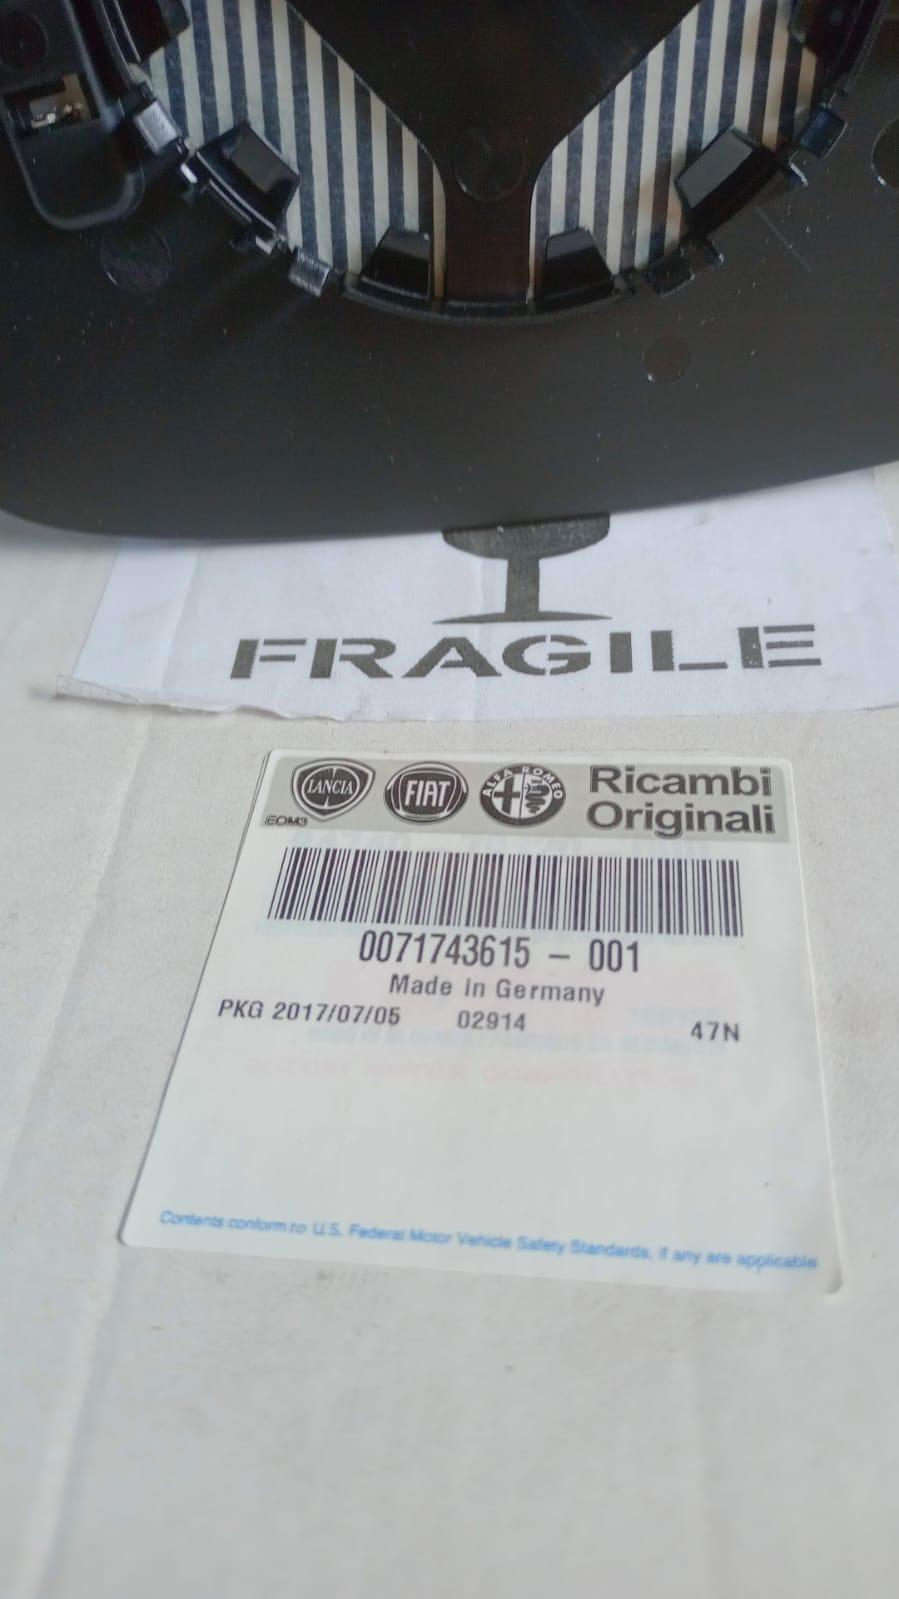 FRAGILE
LANCIA
FIAT
ALFA ROMEO
Ricambi
Originali
EOM3
0071743615 - 001
Made in Germany
PKG 2017/07/05 02914 47N
Contents conform to U.S. Federal Motor Vehicle Safety Standards, if any are applicable